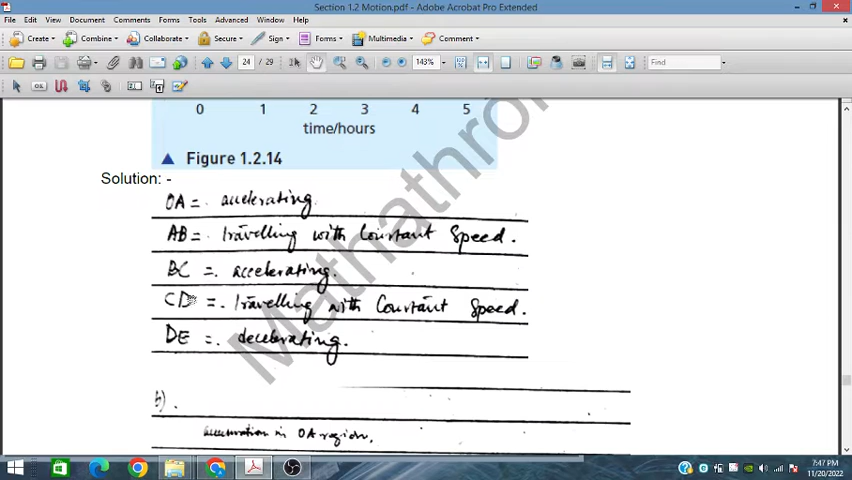 Section 1.2 Motion.pdf - Adobe Acrobat Pro Extended
File Edit View Document Comments Forms Tools Advanced Window Help
Create Combine Collaborate Secure Sign Forms Multimedia Comment
24 / 29 143% Find
0 1 2 3 4 5
time/hours
▲ Figure 1.2.14
Solution: -
OA =. accelerating.
AB =. travelling with Constant Speed.
BC =. accelerating.
CD =. travelling with Constant Speed.
DE =. decelerating.
b).
acceleration in OA region.
Mathathro
7:47 PM
11/20/2022